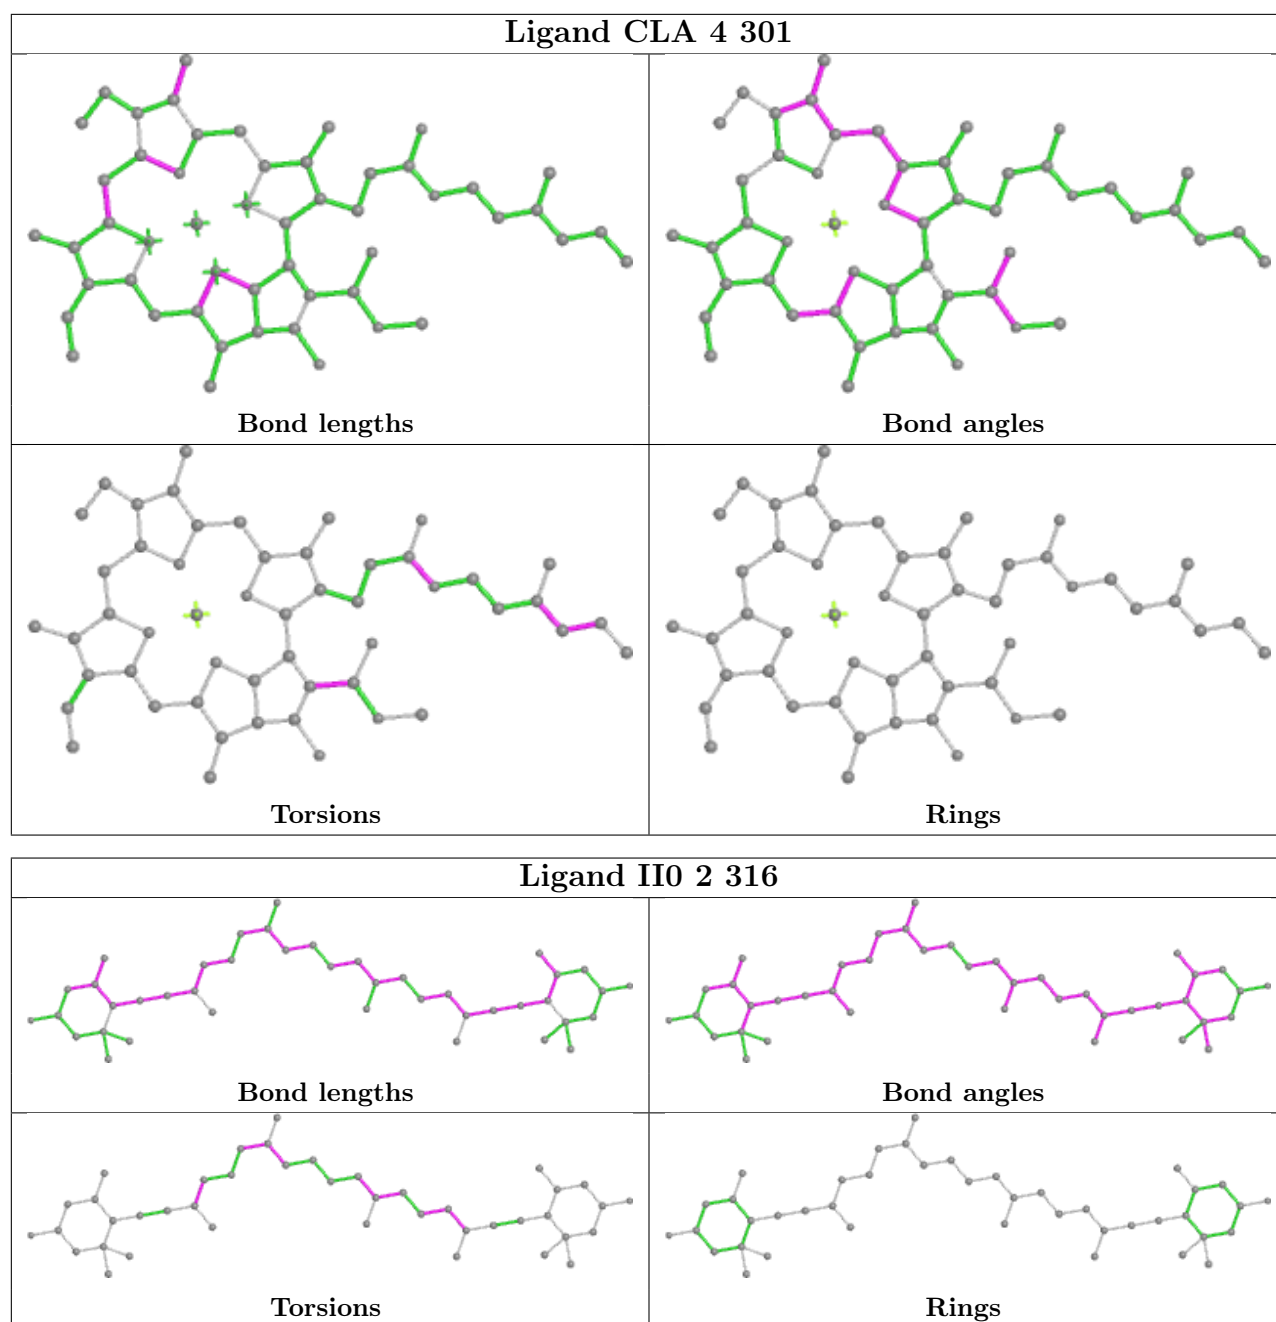 Ligand CLA 4 301
Bond lengths
Bond angles
Torsions
Rings
Ligand II0 2 316
Bond lengths
Bond angles
Torsions
Rings